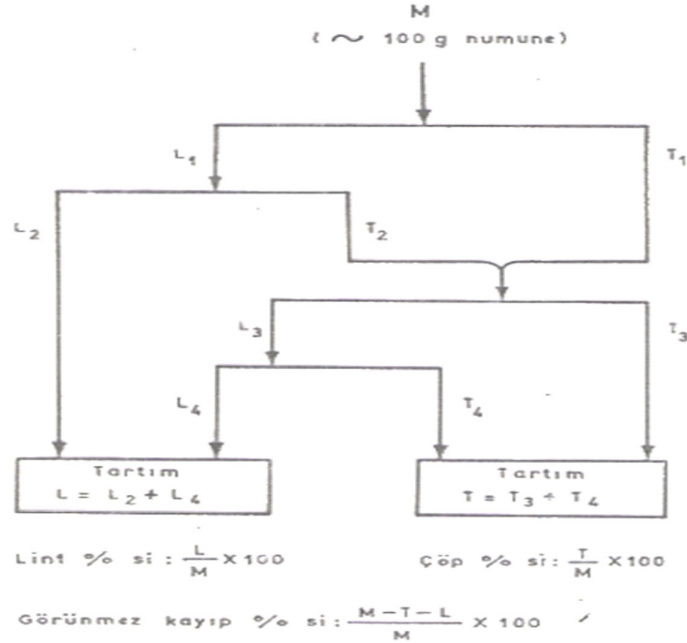 M
( ~ 100 g numune)
L₁
T₁
L₂
T₂
L₃
T₃
L₄
T₄
Tartım
L = L₂ + L₄
Tartım
T = T₃ + T₄
Lint % si : L/M X 100
Çöp % si: T/M X 100
Görünmez kayıp % si: M-T-L/M X 100